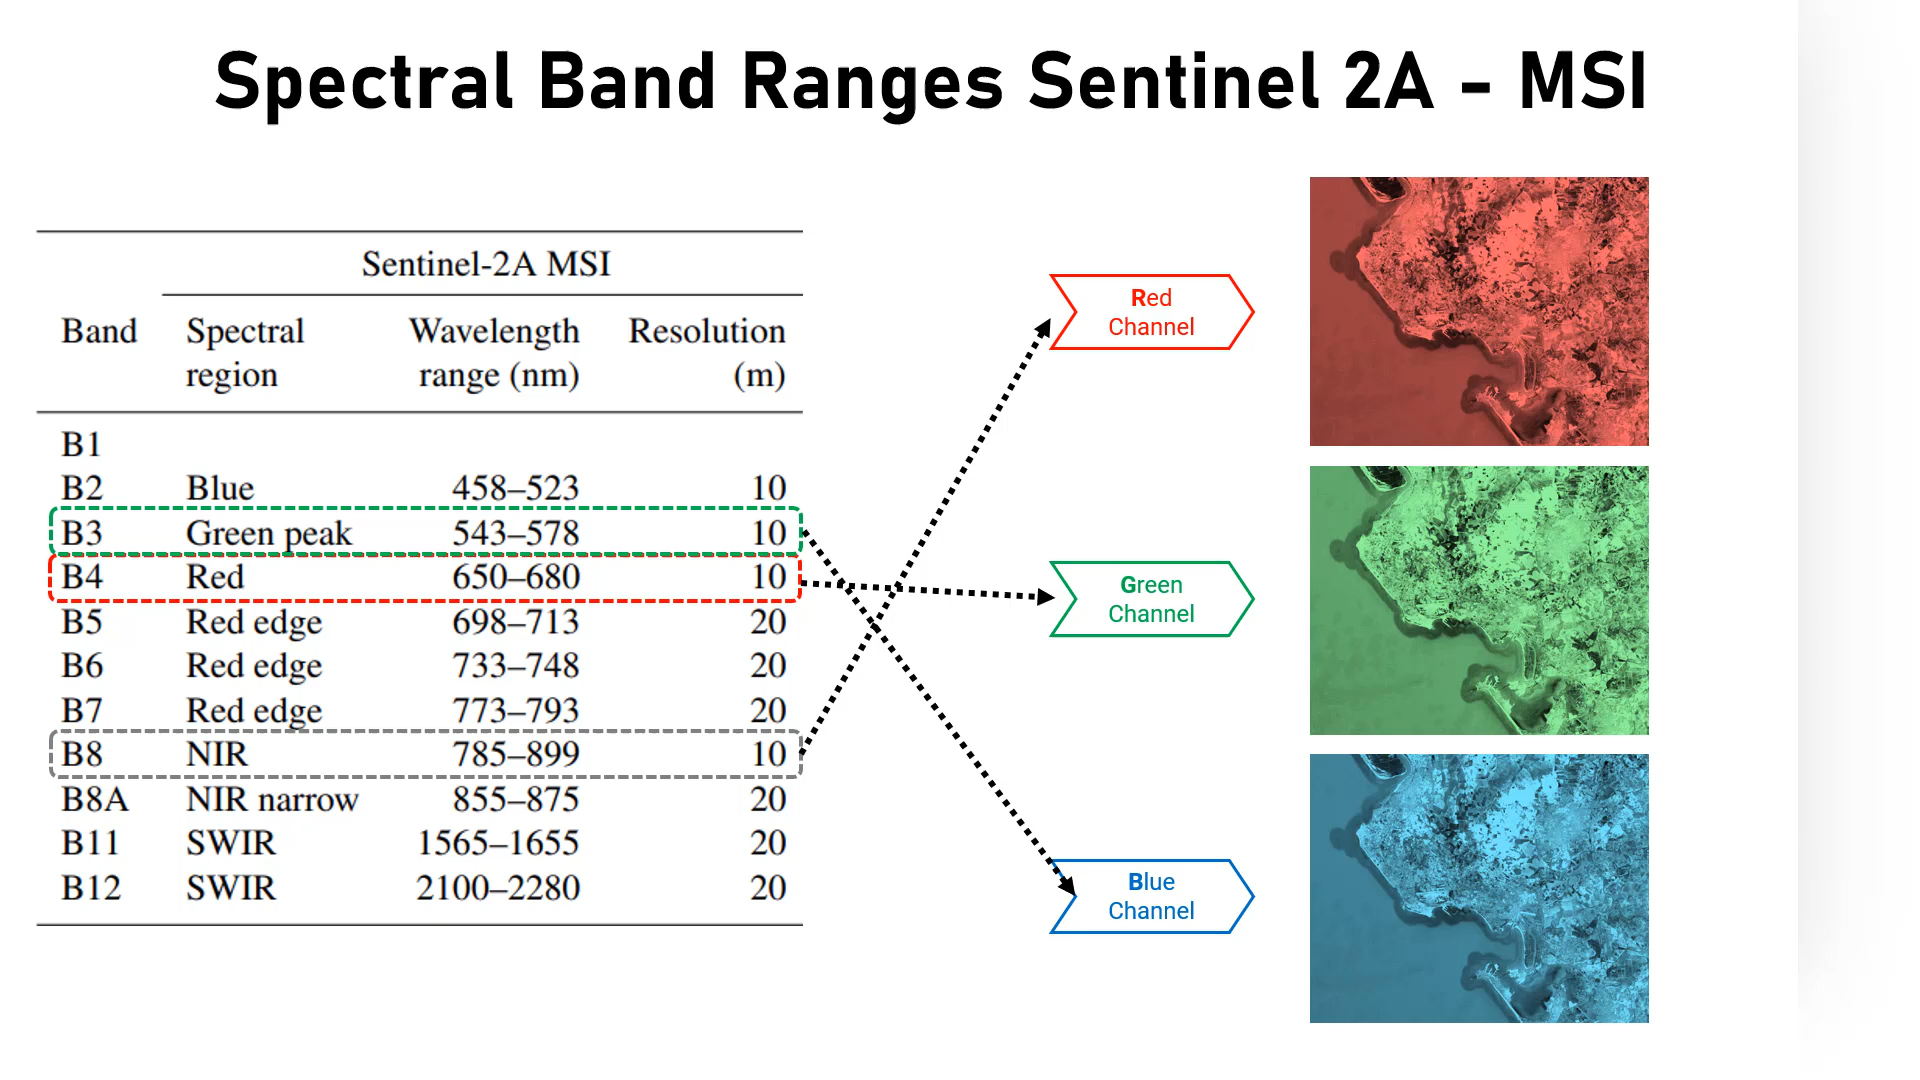 Spectral Band Ranges Sentinel 2A - MSI
Sentinel-2A MSI
Band Spectral region Wavelength range (nm) Resolution (m)
B1
B2 Blue 458–523 10
B3 Green peak 543–578 10
B4 Red 650–680 10
B5 Red edge 698–713 20
B6 Red edge 733–748 20
B7 Red edge 773–793 20
B8 NIR 785–899 10
B8A NIR narrow 855–875 20
B11 SWIR 1565–1655 20
B12 SWIR 2100–2280 20
Red
Channel
Green
Channel
Blue
Channel